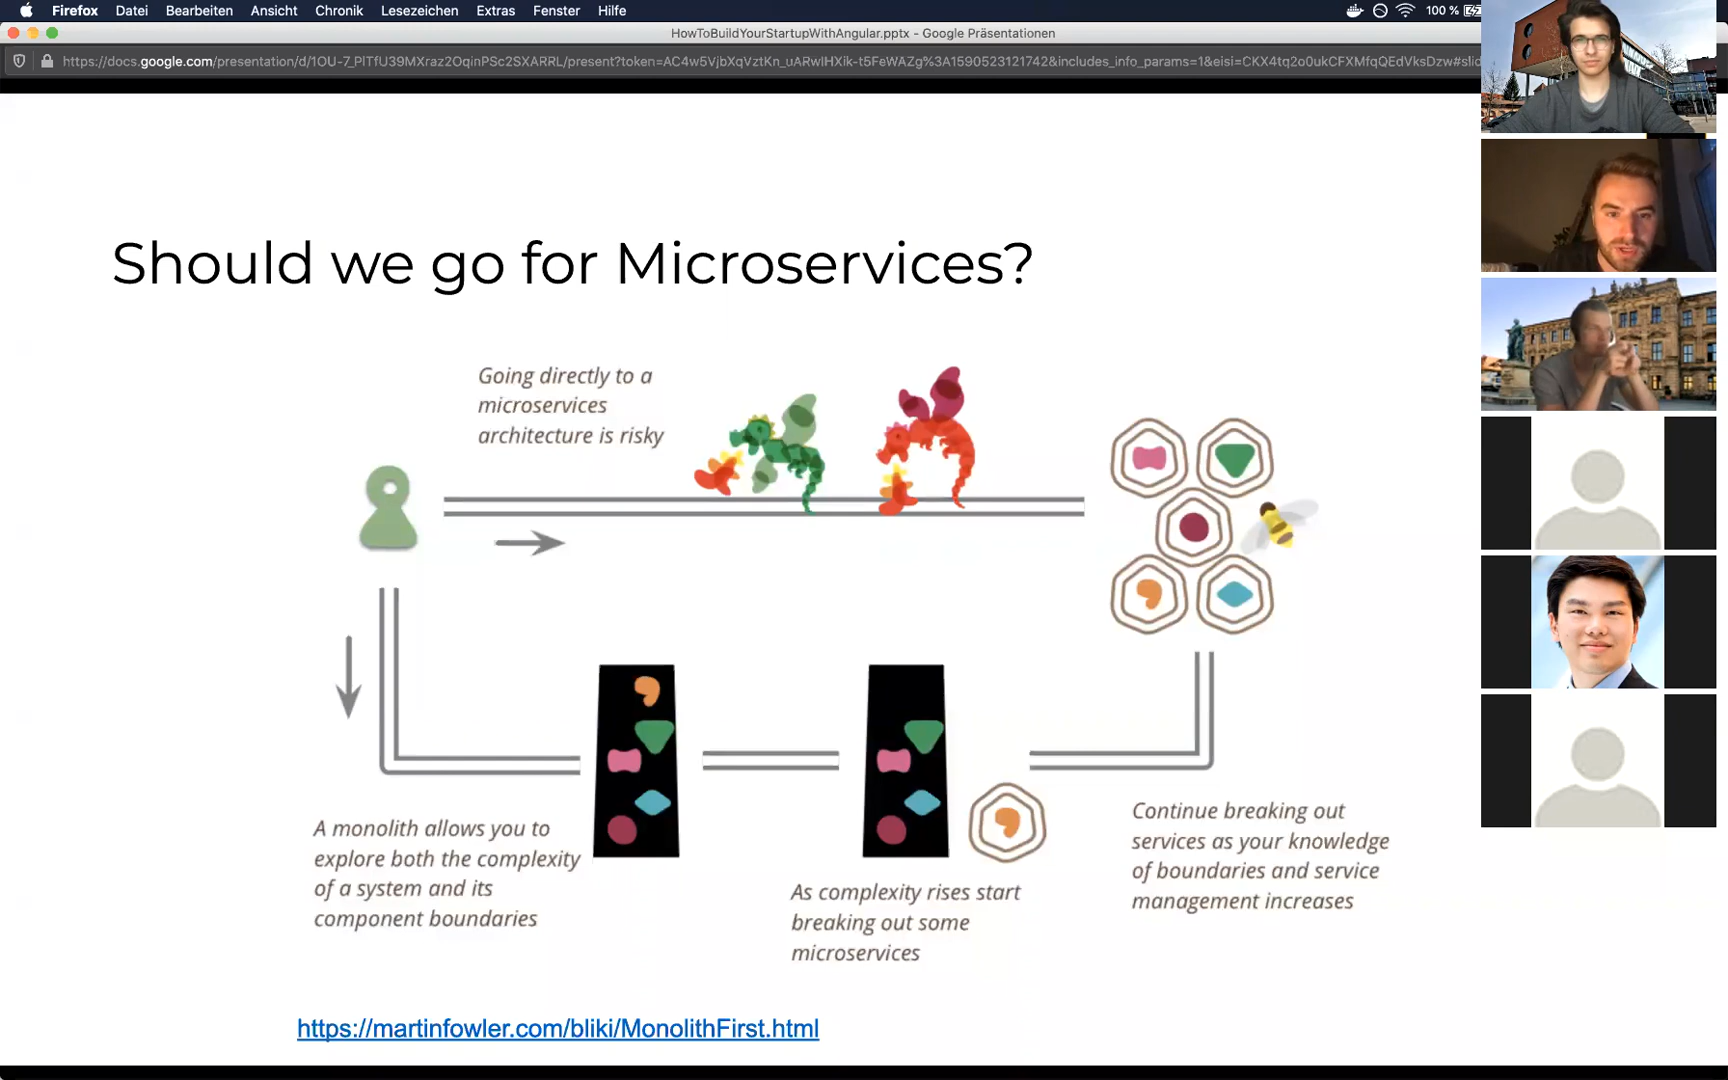 Firefox Datei Bearbeiten Ansicht Chronik Lesezeichen Extras Fenster Hilfe 100 %
HowToBuildYourStartupWithAngular.pptx - Google Präsentationen
Should we go for Microservices?
Going directly to a
microservices
architecture is risky
A monolith allows you to
explore both the complexity
of a system and its
component boundaries
As complexity rises start
breaking out some
microservices
Continue breaking out
services as your knowledge
of boundaries and service
management increases
https://martinfowler.com/bliki/MonolithFirst.html